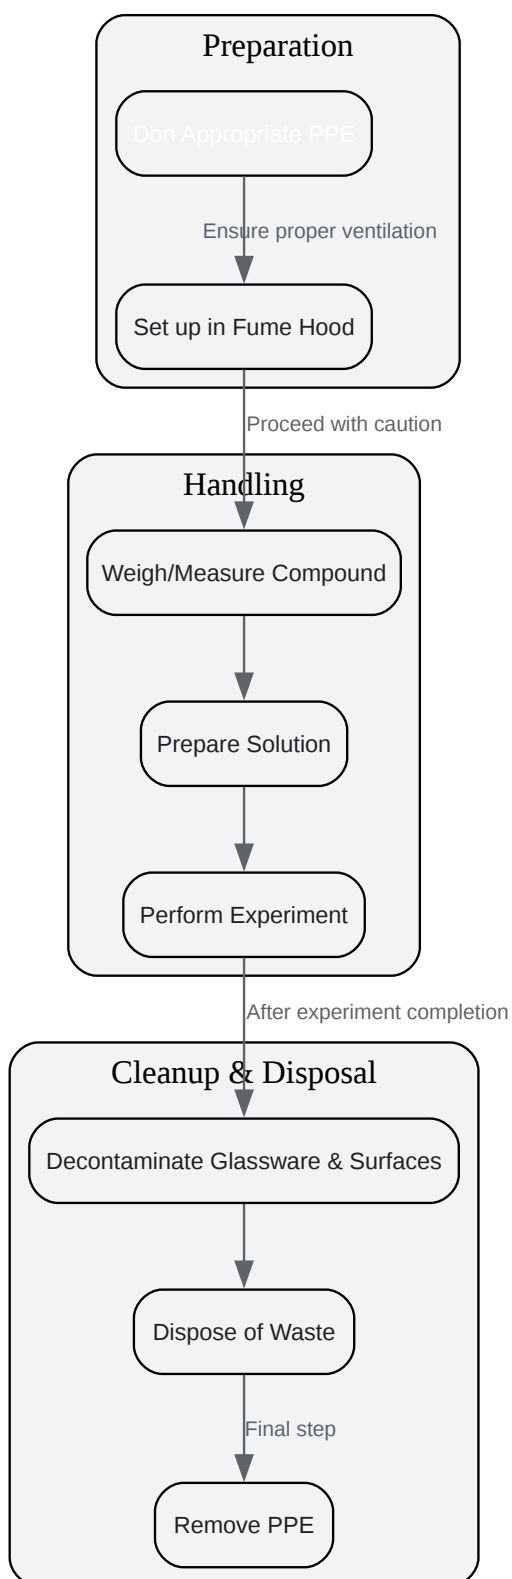 Preparation
Don Appropriate PPE
Ensure proper ventilation
Set up in Fume Hood
Proceed with caution
Handling
Weigh/Measure Compound
Prepare Solution
Perform Experiment
After experiment completion
Cleanup & Disposal
Decontaminate Glassware & Surfaces
Dispose of Waste
Final step
Remove PPE